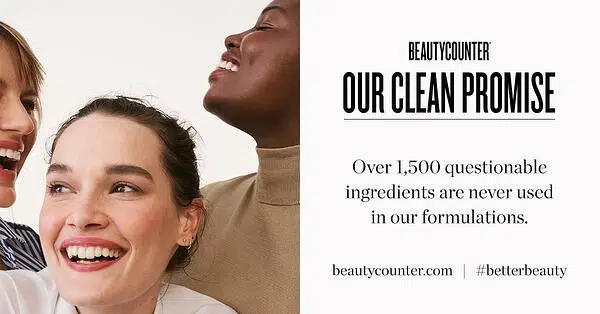 BEAUTYCOUNTER®
OUR CLEAN PROMISE
Over 1,500 questionable
ingredients are never used
in our formulations.
beautycounter.com | #betterbeauty